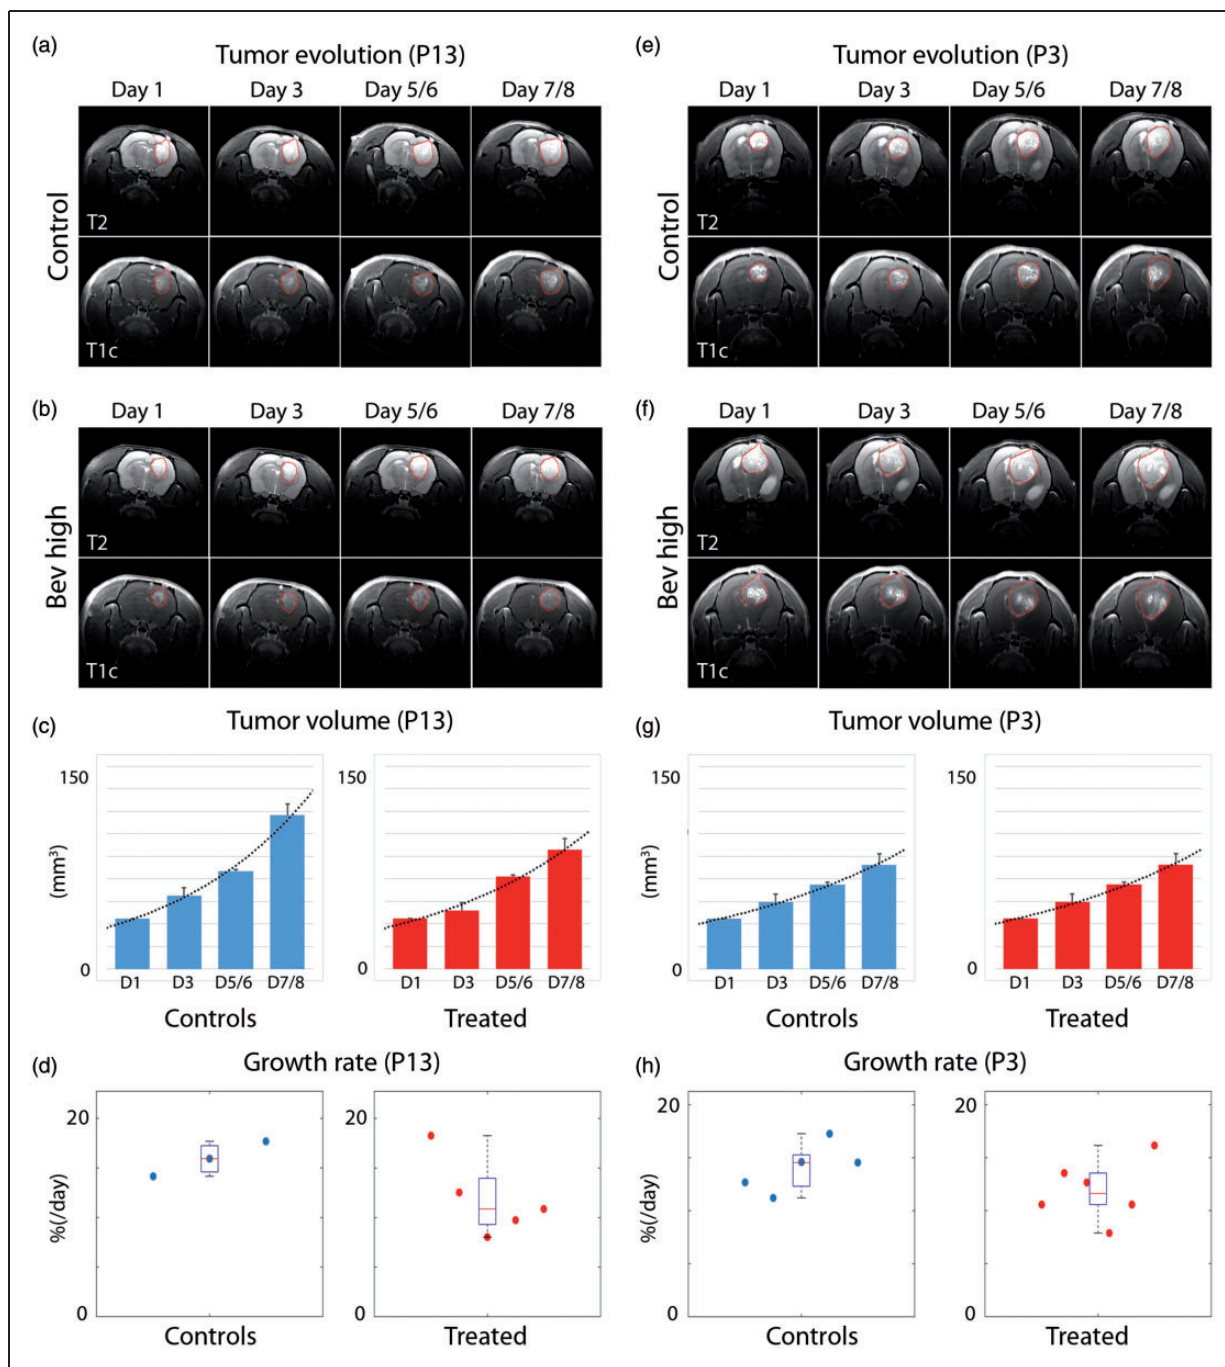 (a)
Tumor evolution (P13)
Day 1 Day 3 Day 5/6 Day 7/8
Control
T2
T1c
(b)
Day 1 Day 3 Day 5/6 Day 7/8
Bev high
T2
T1c
(c)
Tumor volume (P13)
150
(mm³)
0
D1 D3 D5/6 D7/8
Controls
150
0
D1 D3 D5/6 D7/8
Treated
(d)
Growth rate (P13)
20
10
0
%(/day)
Controls
20
10
0
Treated
(e)
Tumor evolution (P3)
Day 1 Day 3 Day 5/6 Day 7/8
Control
T2
T1c
(f)
Day 1 Day 3 Day 5/6 Day 7/8
Bev high
T2
T1c
(g)
Tumor volume (P3)
150
(mm³)
0
D1 D3 D5/6 D7/8
Controls
150
0
D1 D3 D5/6 D7/8
Treated
(h)
Growth rate (P3)
20
10
0
%(/day)
Controls
20
10
0
Treated